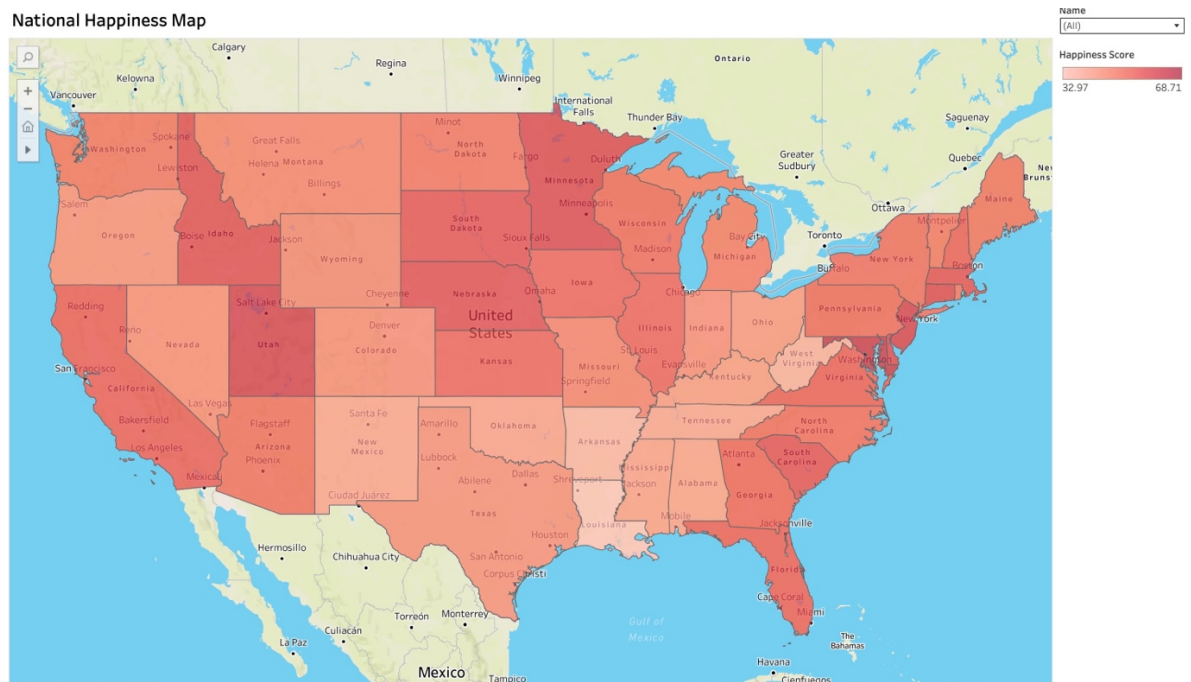 National Happiness Map
Name
(All)
Happiness Score
32.97 68.71
Calgary
Regina
Ontario
Kelowna
Winnipeg
Vancouver
International
Falls
Thunder Bay
Saguenay
Greater
Sudbury
Quebec
Ottawa
Toronto
Spokane
Washington
Lewiston
Great Falls
Helena
Montana
Billings
Minot
North
Dakota
Fargo
Duluth
Minnesota
Minneapolis
Wisconsin
Madison
Bay City
Michigan
Montpelier
Maine
New York
Buffalo
Boston
Salem
Oregon
Boise
Idaho
Jackson
Wyoming
Cheyenne
South
Dakota
Sioux Falls
Nebraska
Omaha
Iowa
Chicago
Illinois
Indiana
Ohio
Pennsylvania
New York
Redding
Reno
Nevada
Salt Lake City
Utah
Denver
Colorado
United
States
Kansas
Missouri
St. Louis
Springfield
Evansville
Kentucky
West
Virginia
Washington
Virginia
San Francisco
California
Las Vegas
Bakersfield
Los Angeles
Mexicali
Flagstaff
Arizona
Phoenix
Santa Fe
New
Mexico
Ciudad Juárez
Amarillo
Lubbock
Oklahoma
Abilene
Dallas
Texas
San Antonio
Houston
Corpus Christi
Arkansas
Shreveport
Louisiana
Tennessee
Mississippi
Jackson
Alabama
Mobile
North
Carolina
South
Carolina
Atlanta
Georgia
Jacksonville
Florida
Cape Coral
Miami
Hermosillo
Chihuahua City
Torreón
Monterrey
Culiacán
La Paz
Mexico
Tampico
Gulf of
Mexico
The
Bahamas
Havana
Cienfuegos